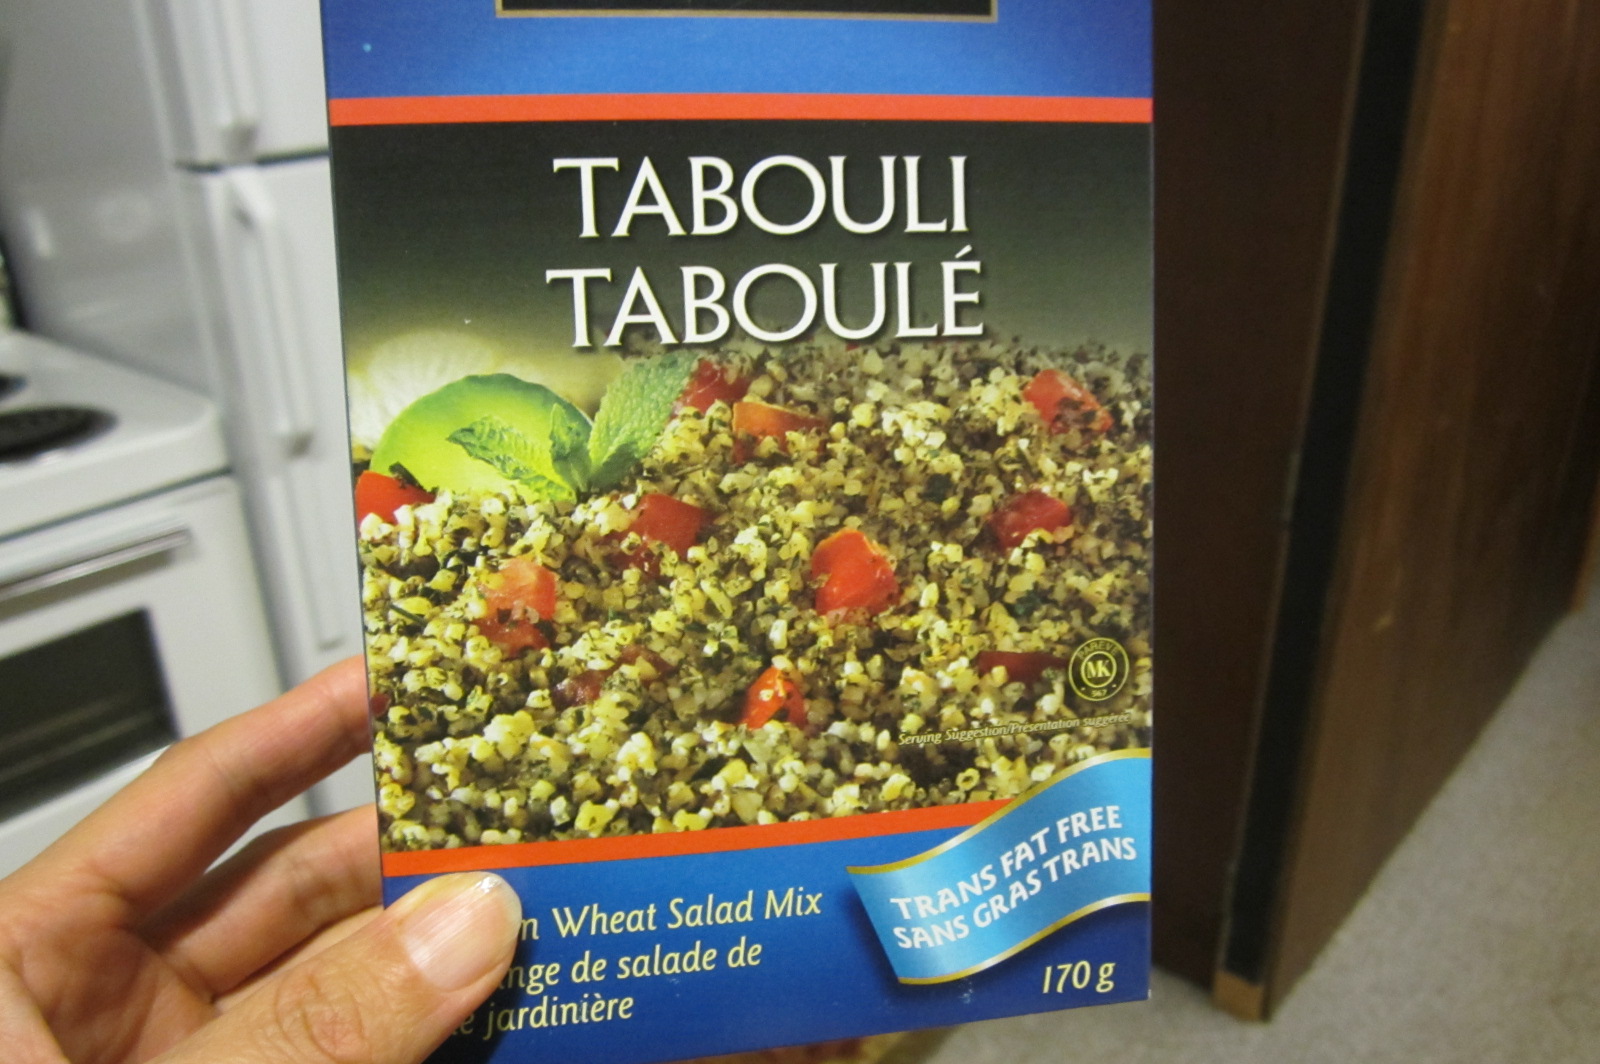 TABOULI
TABOULÉ
MK
Serving Suggestion/Présentation suggérée
TRANS FAT FREE
SANS GRAS TRANS
Wheat Salad Mix
de salade de
jardinière
170 g